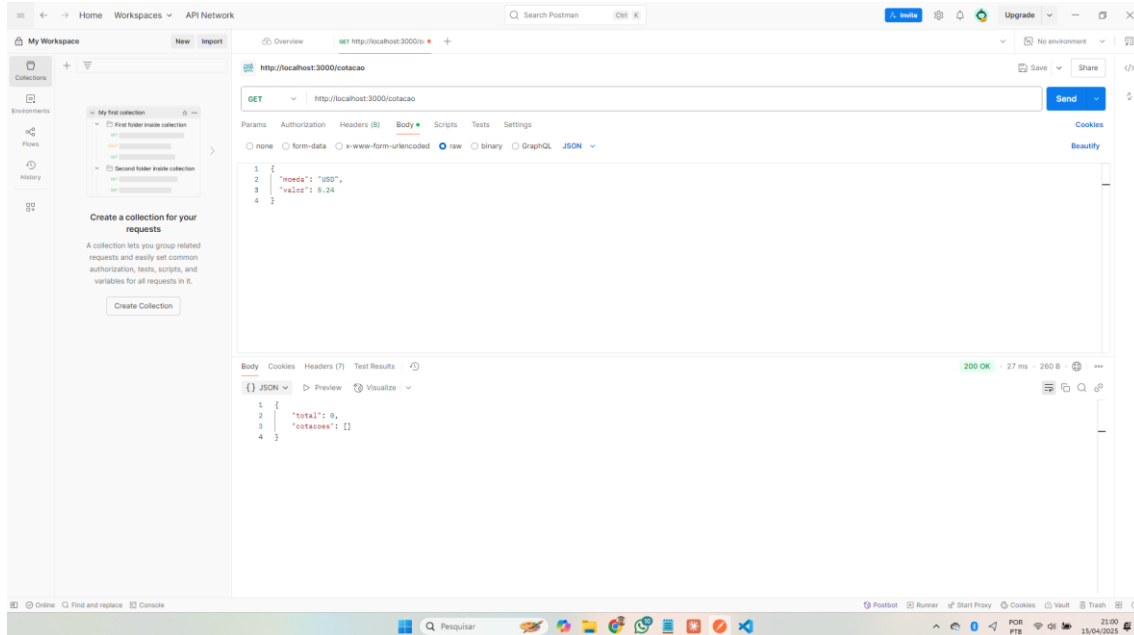 Home Workspaces API Network Search Postman Ctrl K Invite Upgrade
My Workspace New Import Overview GET http://localhost:3000/c No environment
Collections
http://localhost:3000/cotacao Save Share
Environments
GET http://localhost:3000/cotacao Send
My first collection
First folder inside collection
Params Authorization Headers (8) Body Scripts Tests Settings Cookies
Flows
none form-data x-www-form-urlencoded raw binary GraphQL JSON Beautify
History
Second folder inside collection
1 {
2 "moeda": "USD",
3 "valor": 5.24
4 }
Create a collection for your
requests
A collection lets you group related
requests and easily set common
authorization, tests, scripts, and
variables for all requests in it.
Create Collection
Body Cookies Headers (7) Test Results 200 OK 27 ms 260 B
{} JSON Preview Visualize
1 {
2 "total": 0,
3 "cotacoes": []
4 }
Online Find and replace Console Postbot Runner Start Proxy Cookies Vault Trash
Pesquisar POR 21:00
PTB 15/04/2025